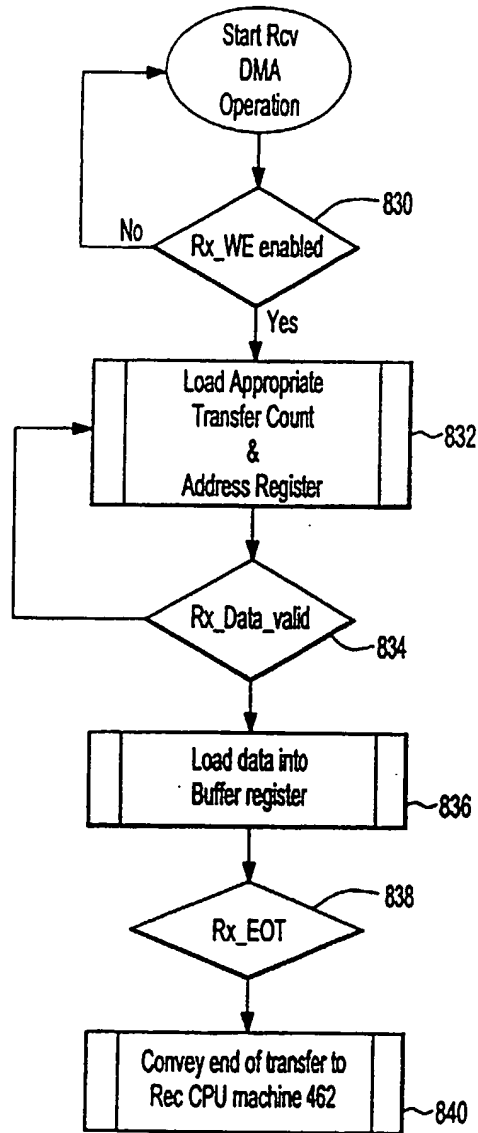 Start Rcv
DMA
Operation
830
No
Rx_WE enabled
Yes
Load Appropriate
Transfer Count
&
Address Register
832
Rx_Data_valid
834
Load data into
Buffer register
836
838
Rx_EOT
Convey end of transfer to
Rec CPU machine 462
840